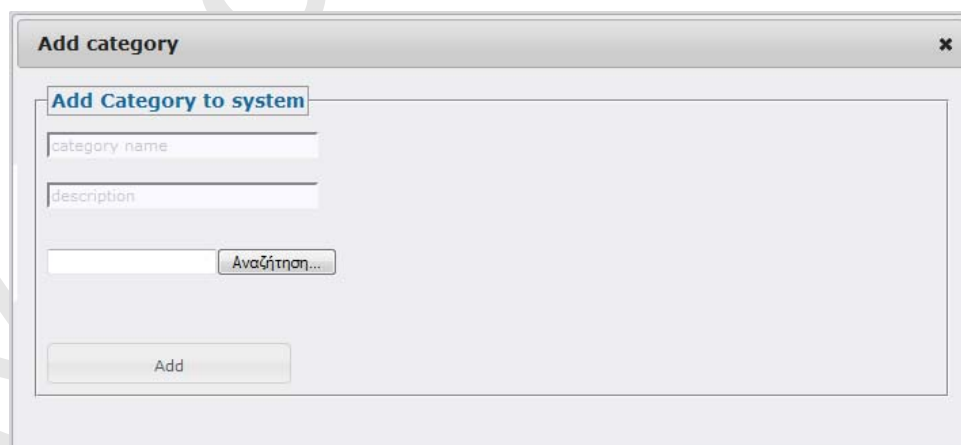 Add category
Add Category to system
category name
description
Αναζήτηση...
Add